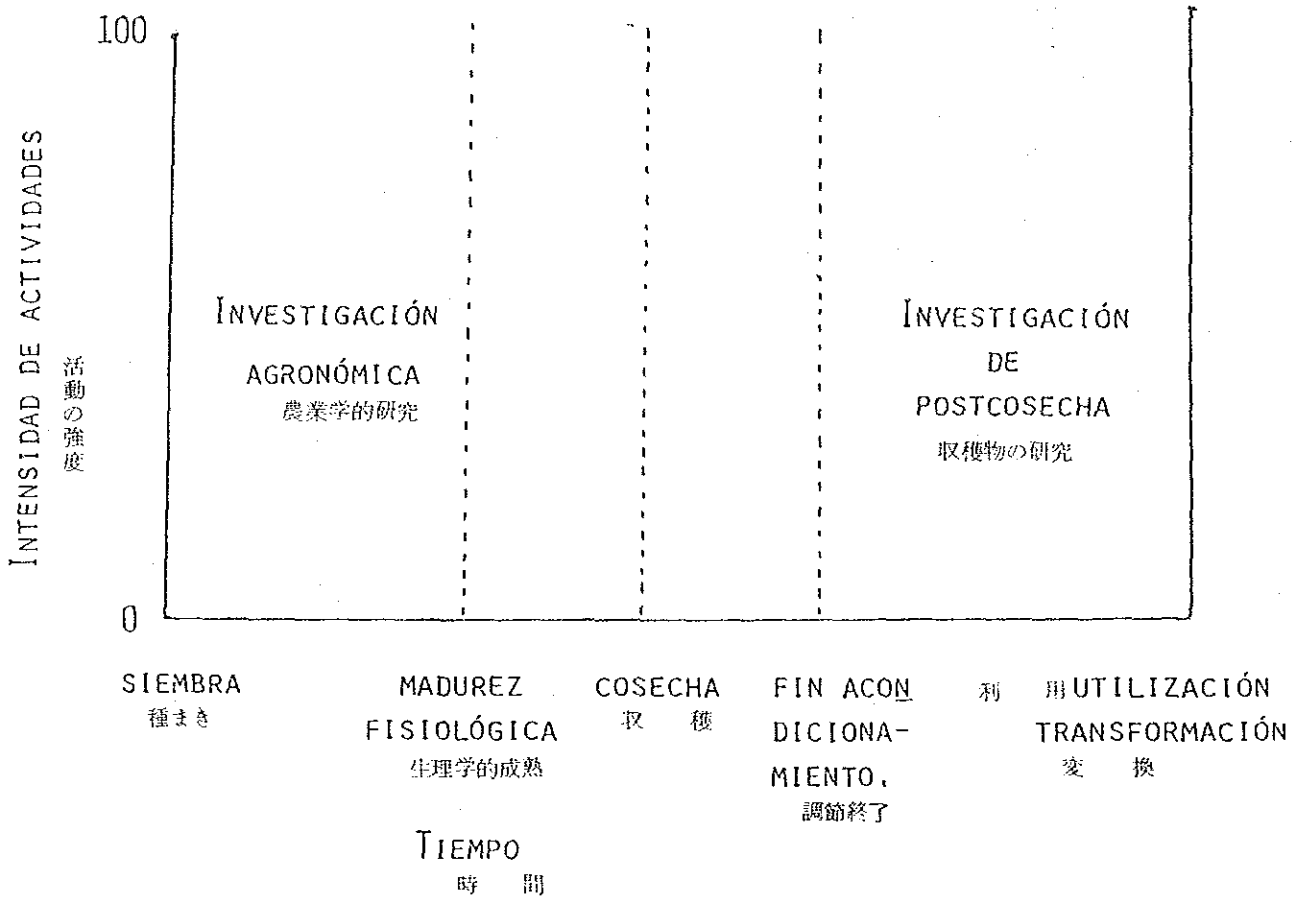 100
INTENSIDAD DE ACTIVIDADES
活動の強度
INVESTIGACIÓN
AGRONÓMICA
農業学的研究
INVESTIGACIÓN
DE
POSTCOSECHA
収穫物の研究
0
SIEMBRA
種まき
MADUREZ
FISIOLÓGICA
生理学的成熟
COSECHA
収 穫
FIN ACON
DICIONA-
MIENTO.
調節終了
利 用 UTILIZACIÓN
TRANSFORMACIÓN
変 換
TIEMPO
時 間